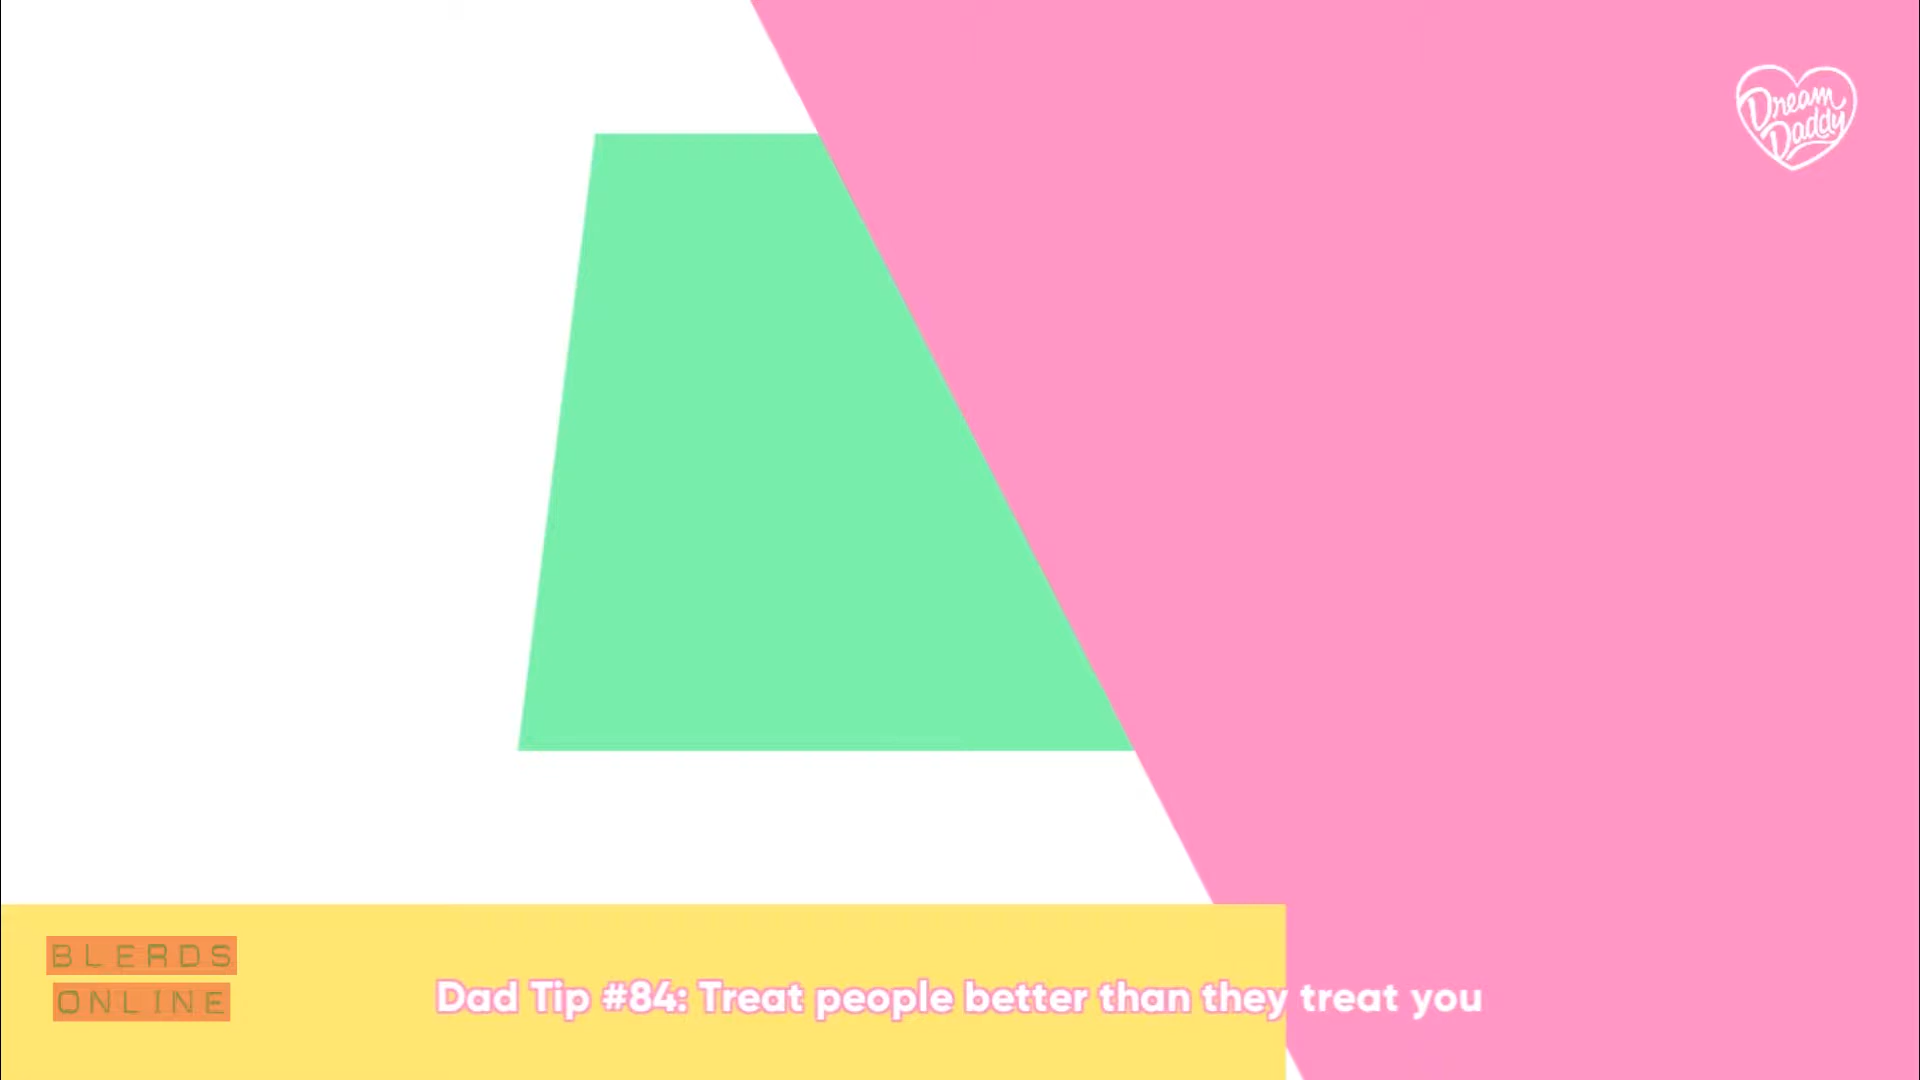 Dream
Daddy
BLERDS
ONLINE
Dad Tip #84: Treat people better than they treat you